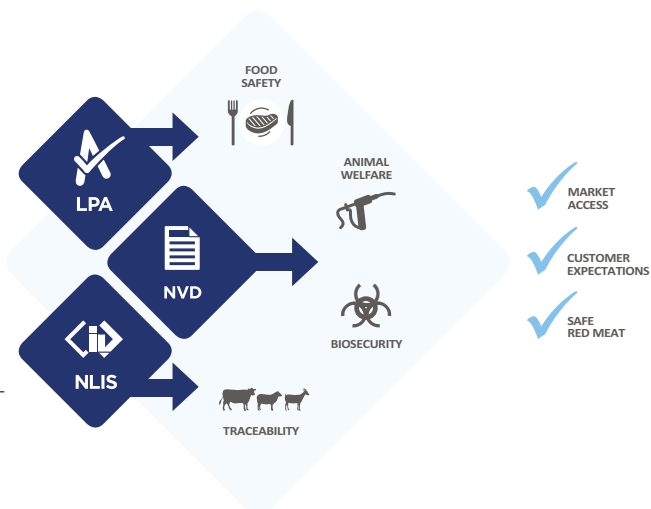 FOOD
SAFETY
LPA
ANIMAL
WELFARE
MARKET
ACCESS
NVD
CUSTOMER
EXPECTATIONS
BIOSECURITY
SAFE
RED MEAT
NLIS
TRACEABILITY